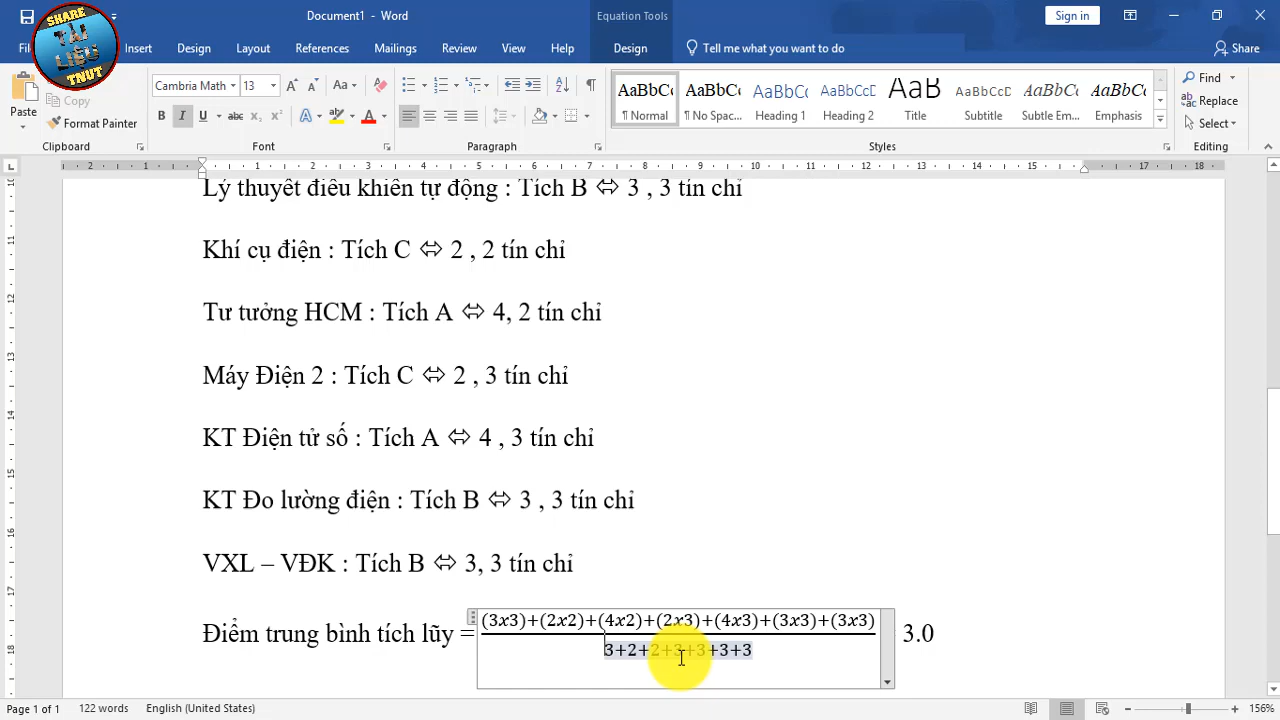 Document1 - Word
Equation Tools
Sign in
SHARE
TÀI
LIỆU
TNUT
Insert Design Layout References Mailings Review View Help Design Tell me what you want to do Share
Paste
Copy
Format Painter
Clipboard
Cambria Math 13
Font
Paragraph
AaBbCc
¶ Normal
¶ No Spac...
Heading 1
Heading 2
Title
Subtitle
Subtle Em...
Emphasis
Styles
Find
Replace
Select
Editing
Lý thuyết điều khiển tự động : Tích B ⇔ 3 , 3 tín chỉ
Khí cụ điện : Tích C ⇔ 2 , 2 tín chỉ
Tư tưởng HCM : Tích A ⇔ 4, 2 tín chỉ
Máy Điện 2 : Tích C ⇔ 2 , 3 tín chỉ
KT Điện tử số : Tích A ⇔ 4 , 3 tín chỉ
KT Đo lường điện : Tích B ⇔ 3 , 3 tín chỉ
VXL – VĐK : Tích B ⇔ 3, 3 tín chỉ
(3x3)+(2x2)+(4x2)+(2x3)+(4x3)+(3x3)+(3x3)
Điểm trung bình tích lũy = 3.0
3+2+2+3+3+3+3
Page 1 of 1 122 words English (United States) 156%